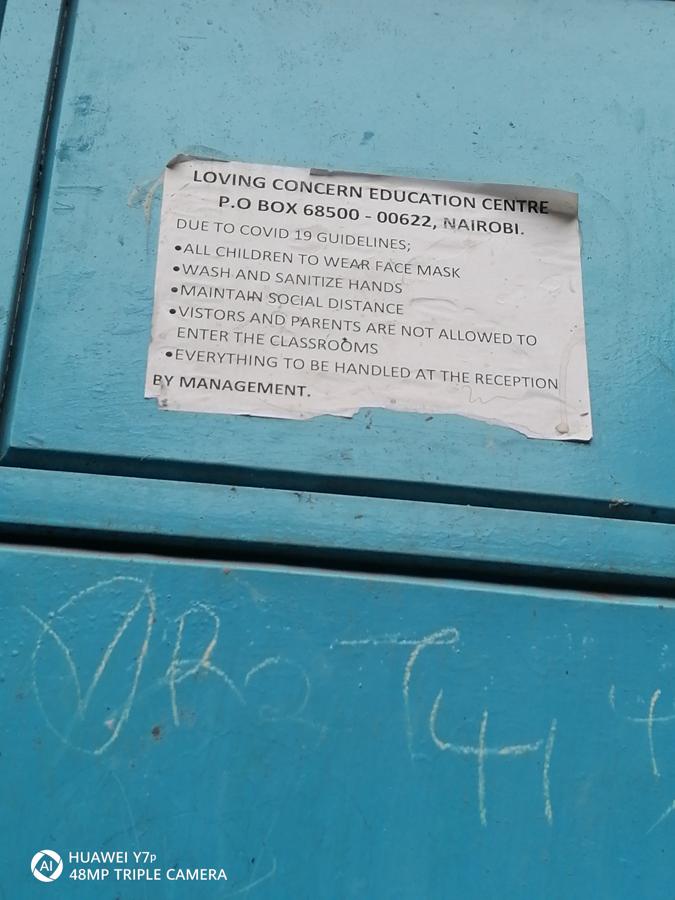 LOVING CONCERN EDUCATION CENTRE
P.O BOX 68500 - 00622, NAIROBI.
DUE TO COVID 19 GUIDELINES;
•ALL CHILDREN TO WEAR FACE MASK
•WASH AND SANITIZE HANDS
•MAINTAIN SOCIAL DISTANCE
•VISTORS AND PARENTS ARE NOT ALLOWED TO
ENTER THE CLASSROOMS
•EVERYTHING TO BE HANDLED AT THE RECEPTION
BY MANAGEMENT.
AI HUAWEI Y7p
48MP TRIPLE CAMERA